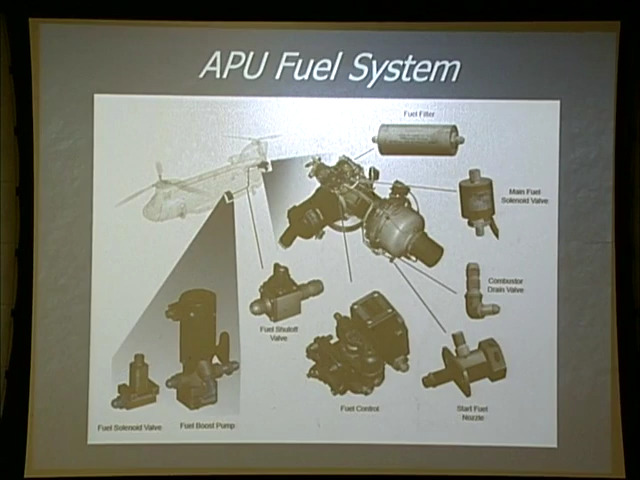 APU Fuel System
Fuel Filter
Main Fuel
Solenoid Valve
Combustor
Drain Valve
Fuel Shutoff
Valve
Fuel Control
Start Fuel
Nozzle
Fuel Solenoid Valve
Fuel Boost Pump